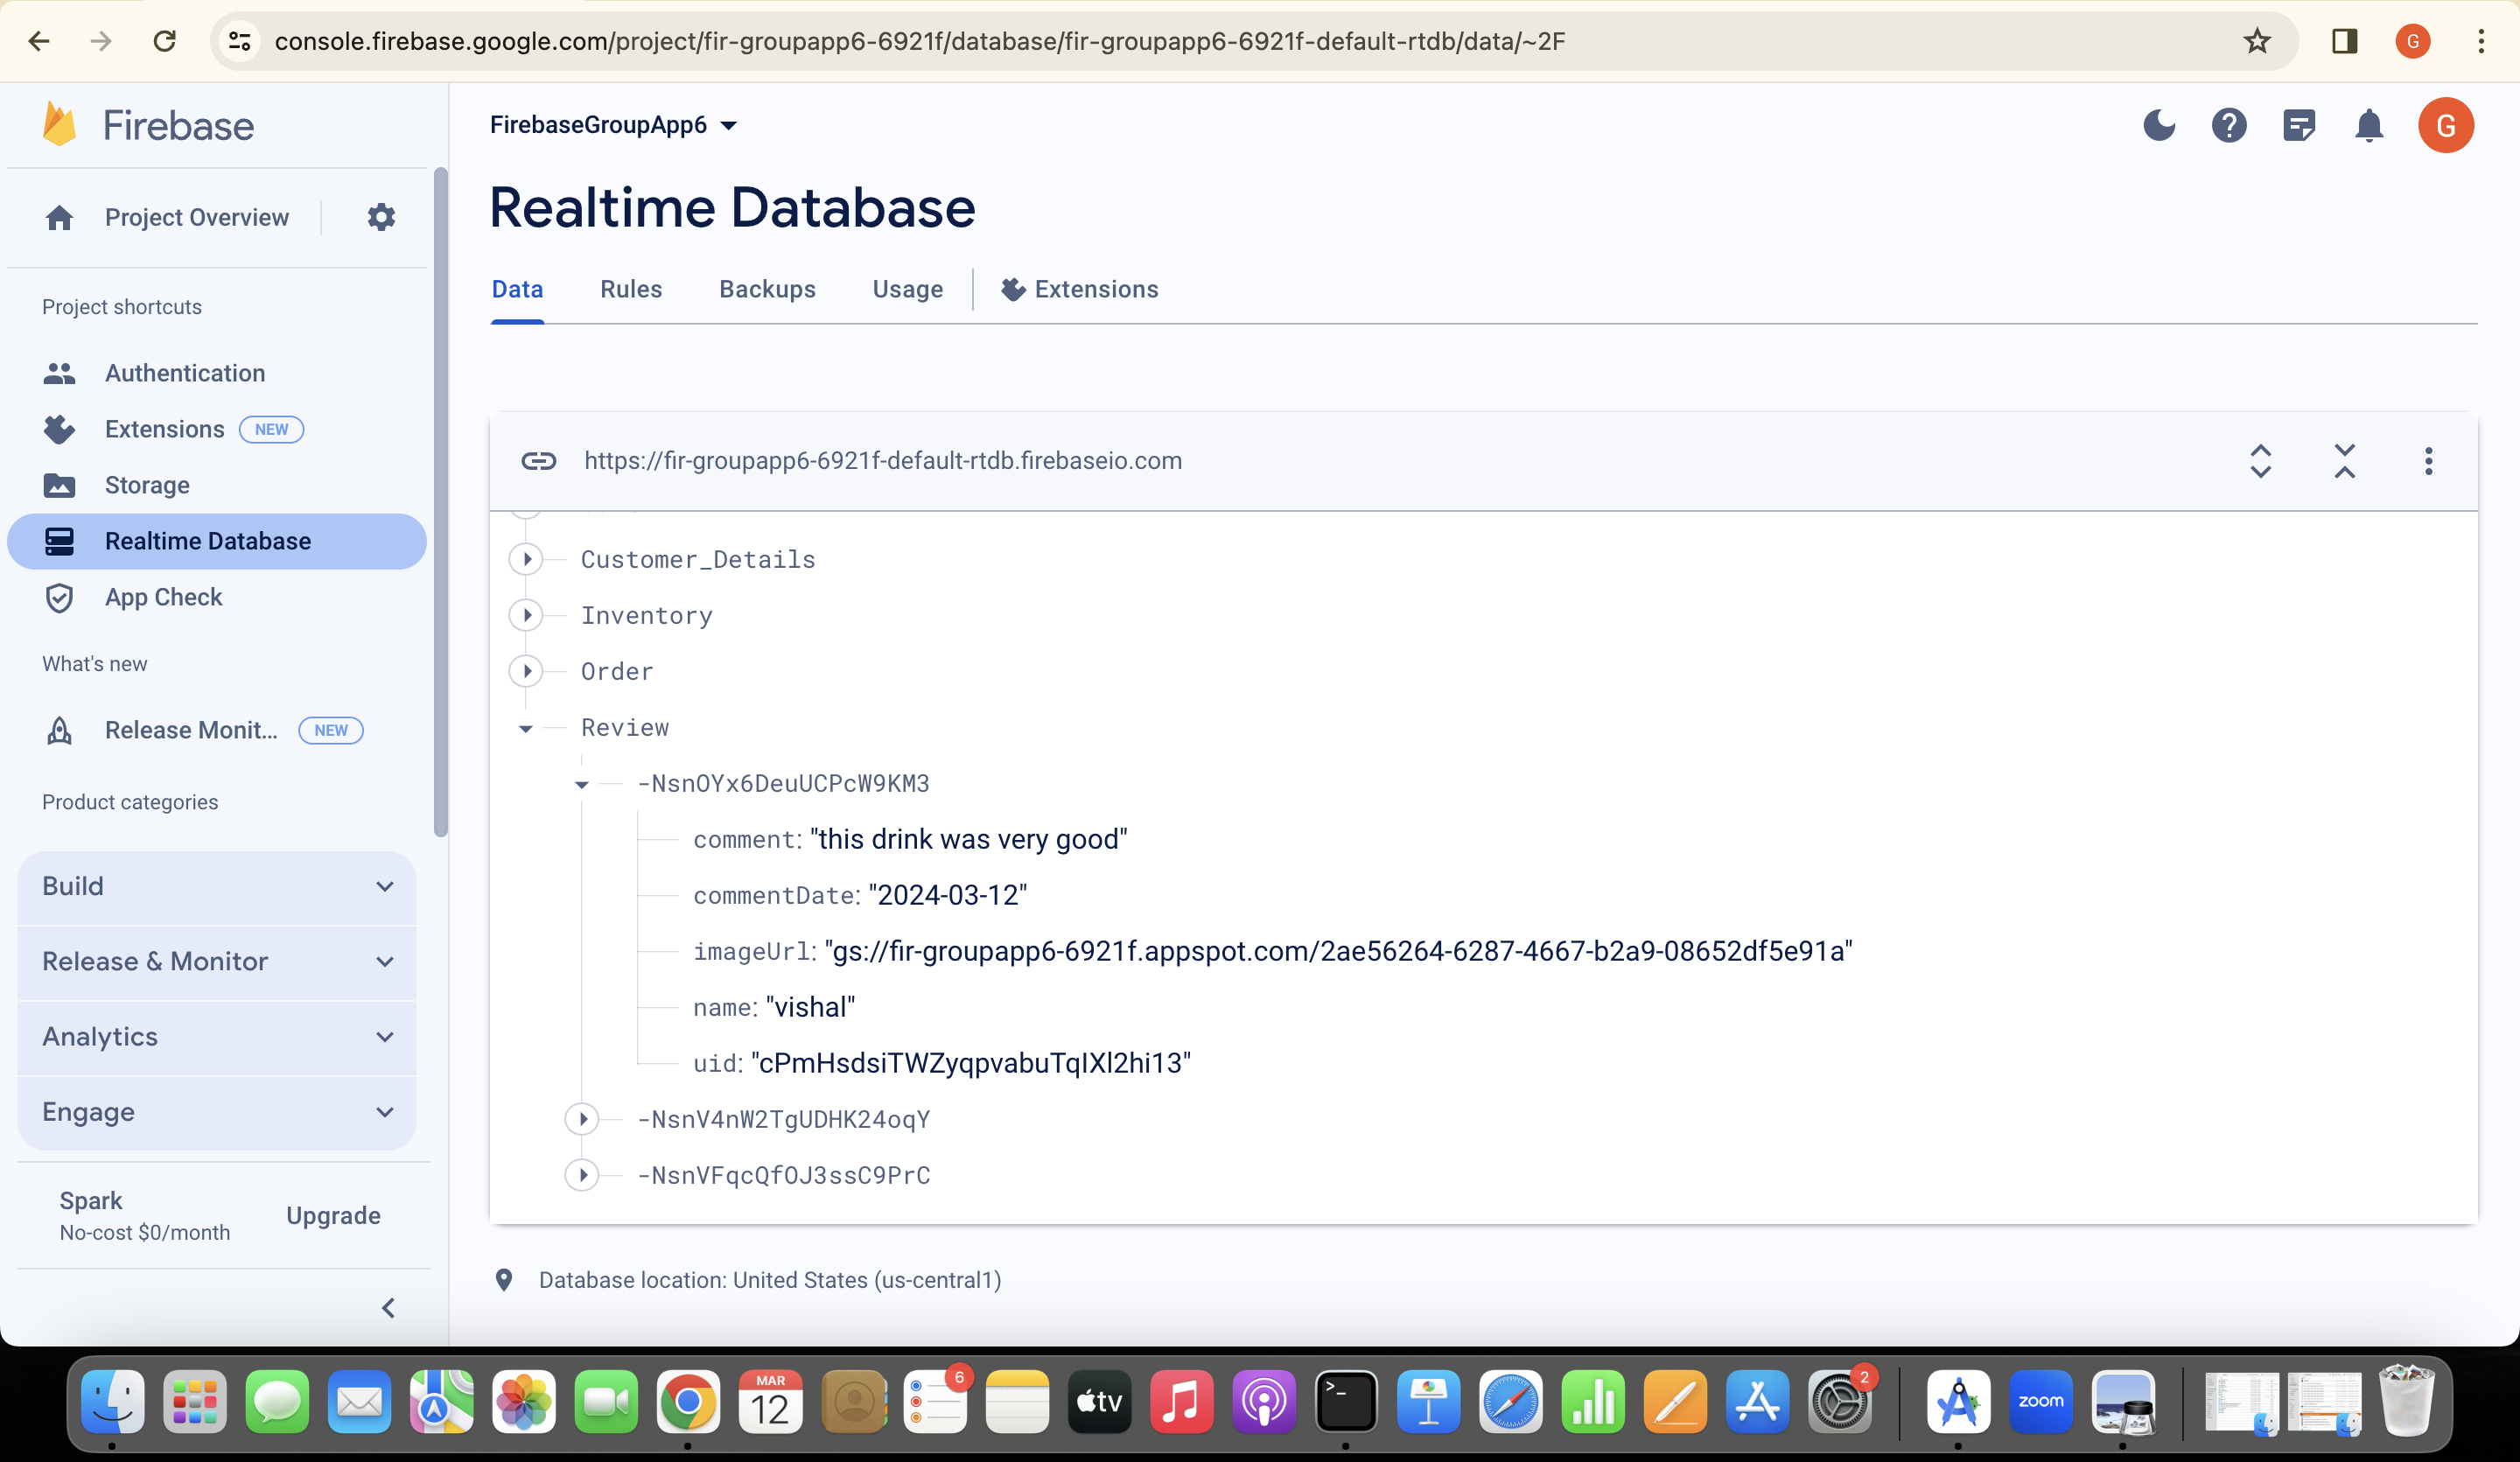 console.firebase.google.com/project/fir-groupapp6-6921f/database/fir-groupapp6-6921f-default-rtdb/data/~2F
G
Firebase
FirebaseGroupApp6
G
Project Overview
Realtime Database
Data Rules Backups Usage Extensions
Project shortcuts
Authentication
Extensions NEW
Storage
Realtime Database
App Check
What's new
Release Monit... NEW
Product categories
Build
Release & Monitor
Analytics
Engage
Spark
No-cost $0/month
Upgrade
https://fir-groupapp6-6921f-default-rtdb.firebaseio.com
Customer_Details
Inventory
Order
Review
-NsnOYx6DeuUCPcW9KM3
comment: "this drink was very good"
commentDate: "2024-03-12"
imageUrl: "gs://fir-groupapp6-6921f.appspot.com/2ae56264-6287-4667-b2a9-08652df5e91a"
name: "vishal"
uid: "cPmHsdsiTWZyqpvabuTqIXl2hi13"
-NsnV4nW2TgUDHK24oqY
-NsnVFqcQfOJ3ssC9PrC
Database location: United States (us-central1)
MAR
12
6
tv
2
zoom